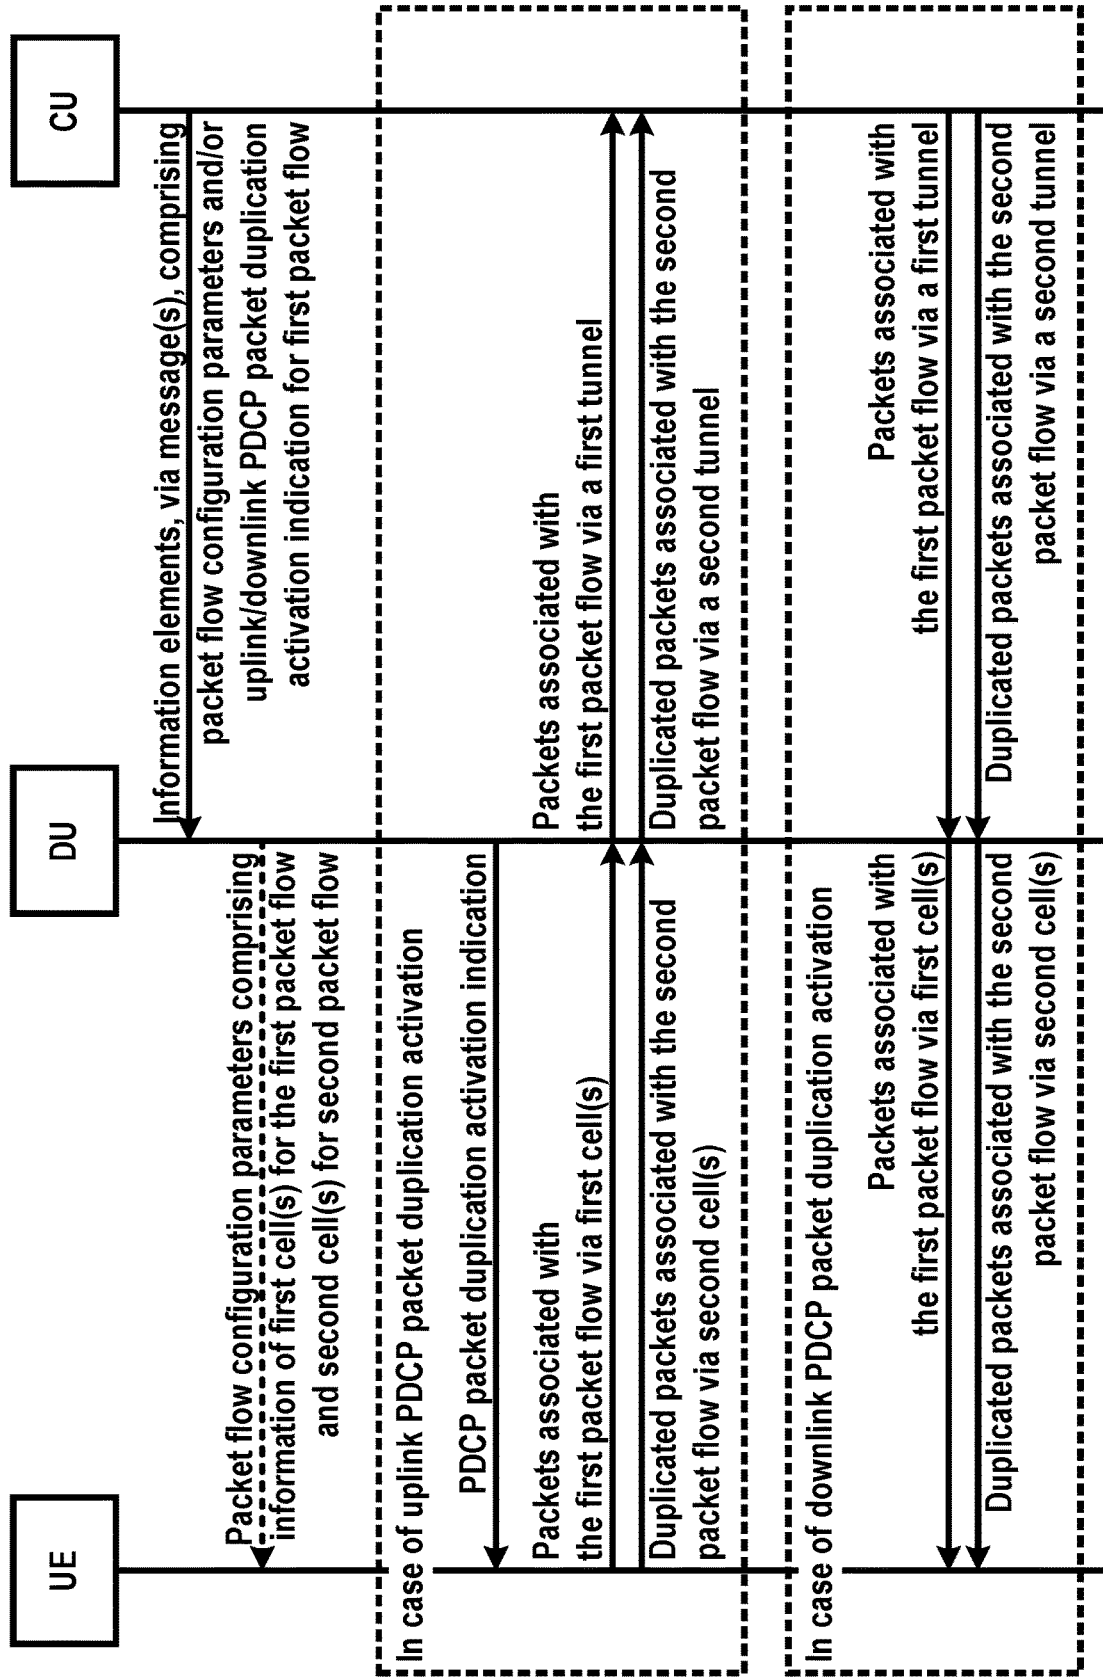 UE
DU
CU
Information elements, via message(s), comprising
packet flow configuration parameters and/or
uplink/downlink PDCP packet duplication
activation indication for first packet flow
Packet flow configuration parameters comprising
information of first cell(s) for the first packet flow
and second cell(s) for second packet flow
In case of uplink PDCP packet duplication activation
PDCP packet duplication activation indication
Packets associated with
the first packet flow via first cell(s)
Duplicated packets associated with the second
packet flow via second cell(s)
Packets associated with
the first packet flow via a first tunnel
Duplicated packets associated with the second
packet flow via a second tunnel
In case of downlink PDCP packet duplication activation
Packets associated with
the first packet flow via first cell(s)
Duplicated packets associated with the second
packet flow via second cell(s)
Packets associated with
the first packet flow via a first tunnel
Duplicated packets associated with the second
packet flow via a second tunnel